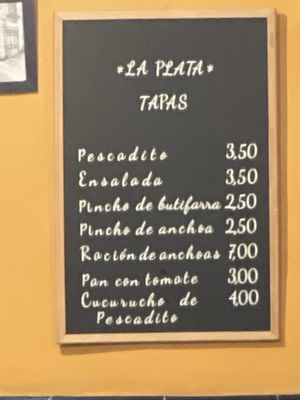 *LA PLATA*
TAPAS
Pescadito 3,50
Ensalada 3,50
Pincho de butifarra 2,50
Pincho de anchoa 2,50
Ración de anchoas 7,00
Pan con tomate 3,00
Cucurucho de 4,00
Pescadito